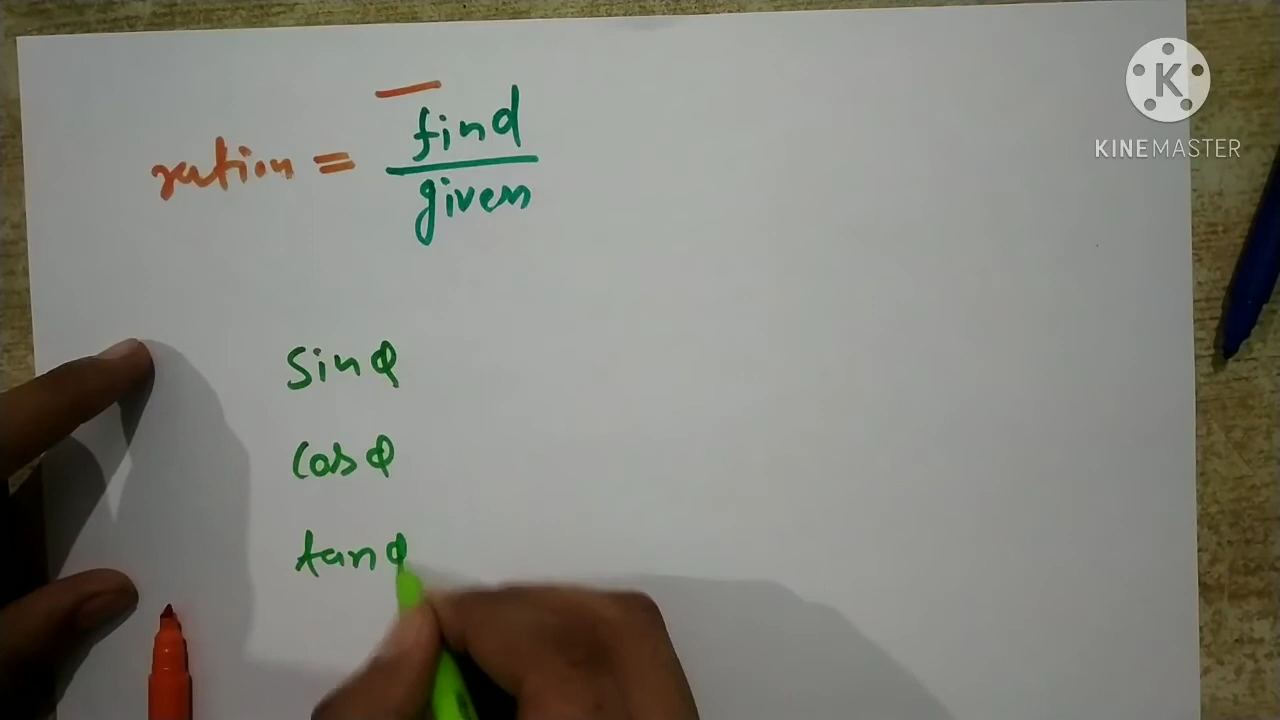 ration = find / given
sin φ
cos φ
tan φ
K
KINEMASTER